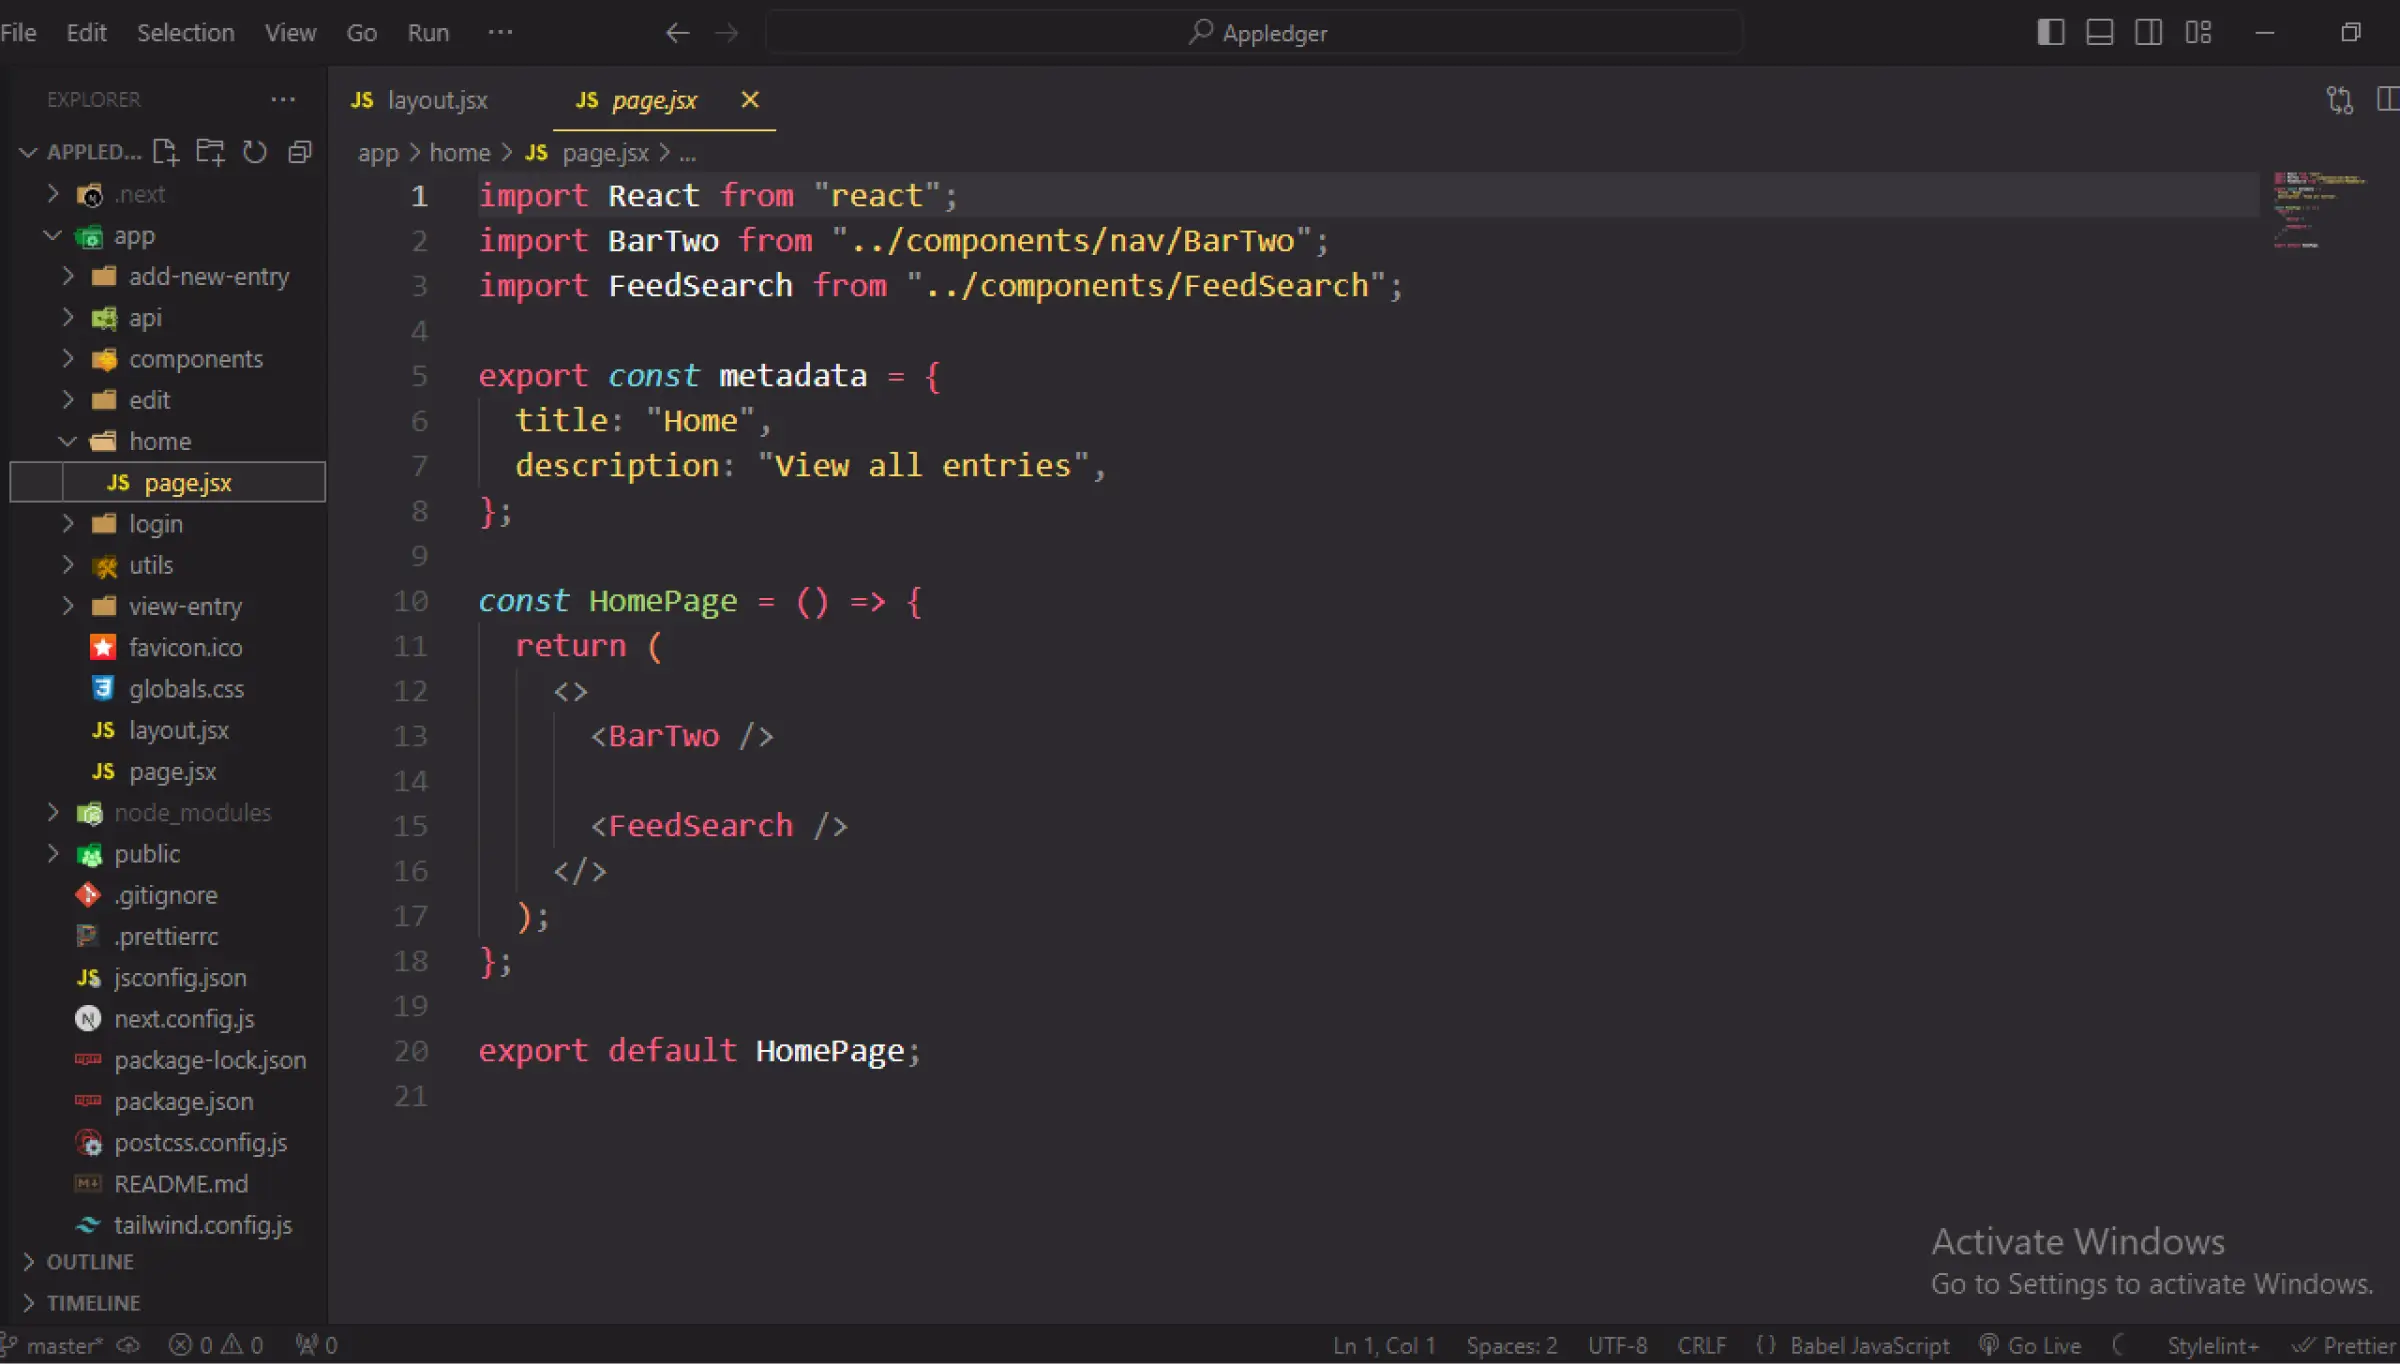 File Edit Selection View Go Run ···
Appledger
EXPLORER ···
APPLED...
.next
app
add-new-entry
api
components
edit
home
JS page.jsx
login
utils
view-entry
favicon.ico
globals.css
JS layout.jsx
JS page.jsx
node_modules
public
.gitignore
.prettierrc
JS jsconfig.json
next.config.js
package-lock.json
package.json
postcss.config.js
README.md
tailwind.config.js
OUTLINE
TIMELINE
JS layout.jsx JS page.jsx
app > home > JS page.jsx > ...
1 import React from "react";
2 import BarTwo from "../components/nav/BarTwo";
3 import FeedSearch from "../components/FeedSearch";
4
5 export const metadata = {
6 title: "Home",
7 description: "View all entries",
8 };
9
10 const HomePage = () => {
11 return (
12 <>
13 <BarTwo />
14
15 <FeedSearch />
16 </>
17 );
18 };
19
20 export default HomePage;
21
Activate Windows
Go to Settings to activate Windows.
master* 0 0 0 Ln 1, Col 1 Spaces: 2 UTF-8 CRLF {} Babel JavaScript Go Live Stylelint+ Prettier